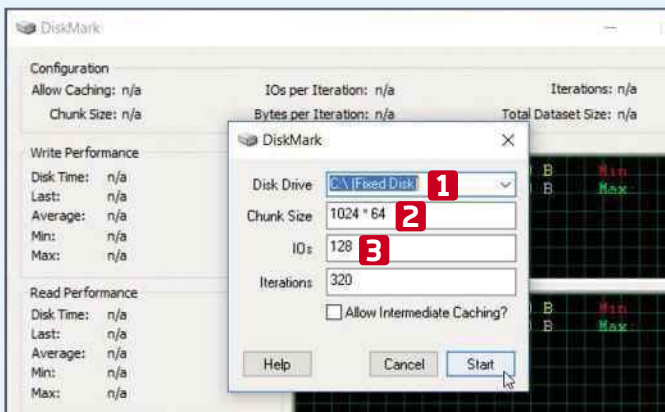 DiskMark
Configuration
Allow Caching: n/a IOs per Iteration: n/a Iterations: n/a
Chunk Size: n/a Bytes per Iteration: n/a Total Dataset Size: n/a
Write Performance
Disk Time: n/a
Last: n/a
Average: n/a
Min: n/a
Max: n/a
Read Performance
Disk Time: n/a
Last: n/a
Average: n/a
Min: n/a
Max: n/a
DiskMark
Disk Drive C:\ [Fixed Disk] 1
Chunk Size 1024 * 64 2
IOs 128 3
Iterations 320
Allow Intermediate Caching?
Help Cancel Start
B Min
B Max:
B Min
B Max: